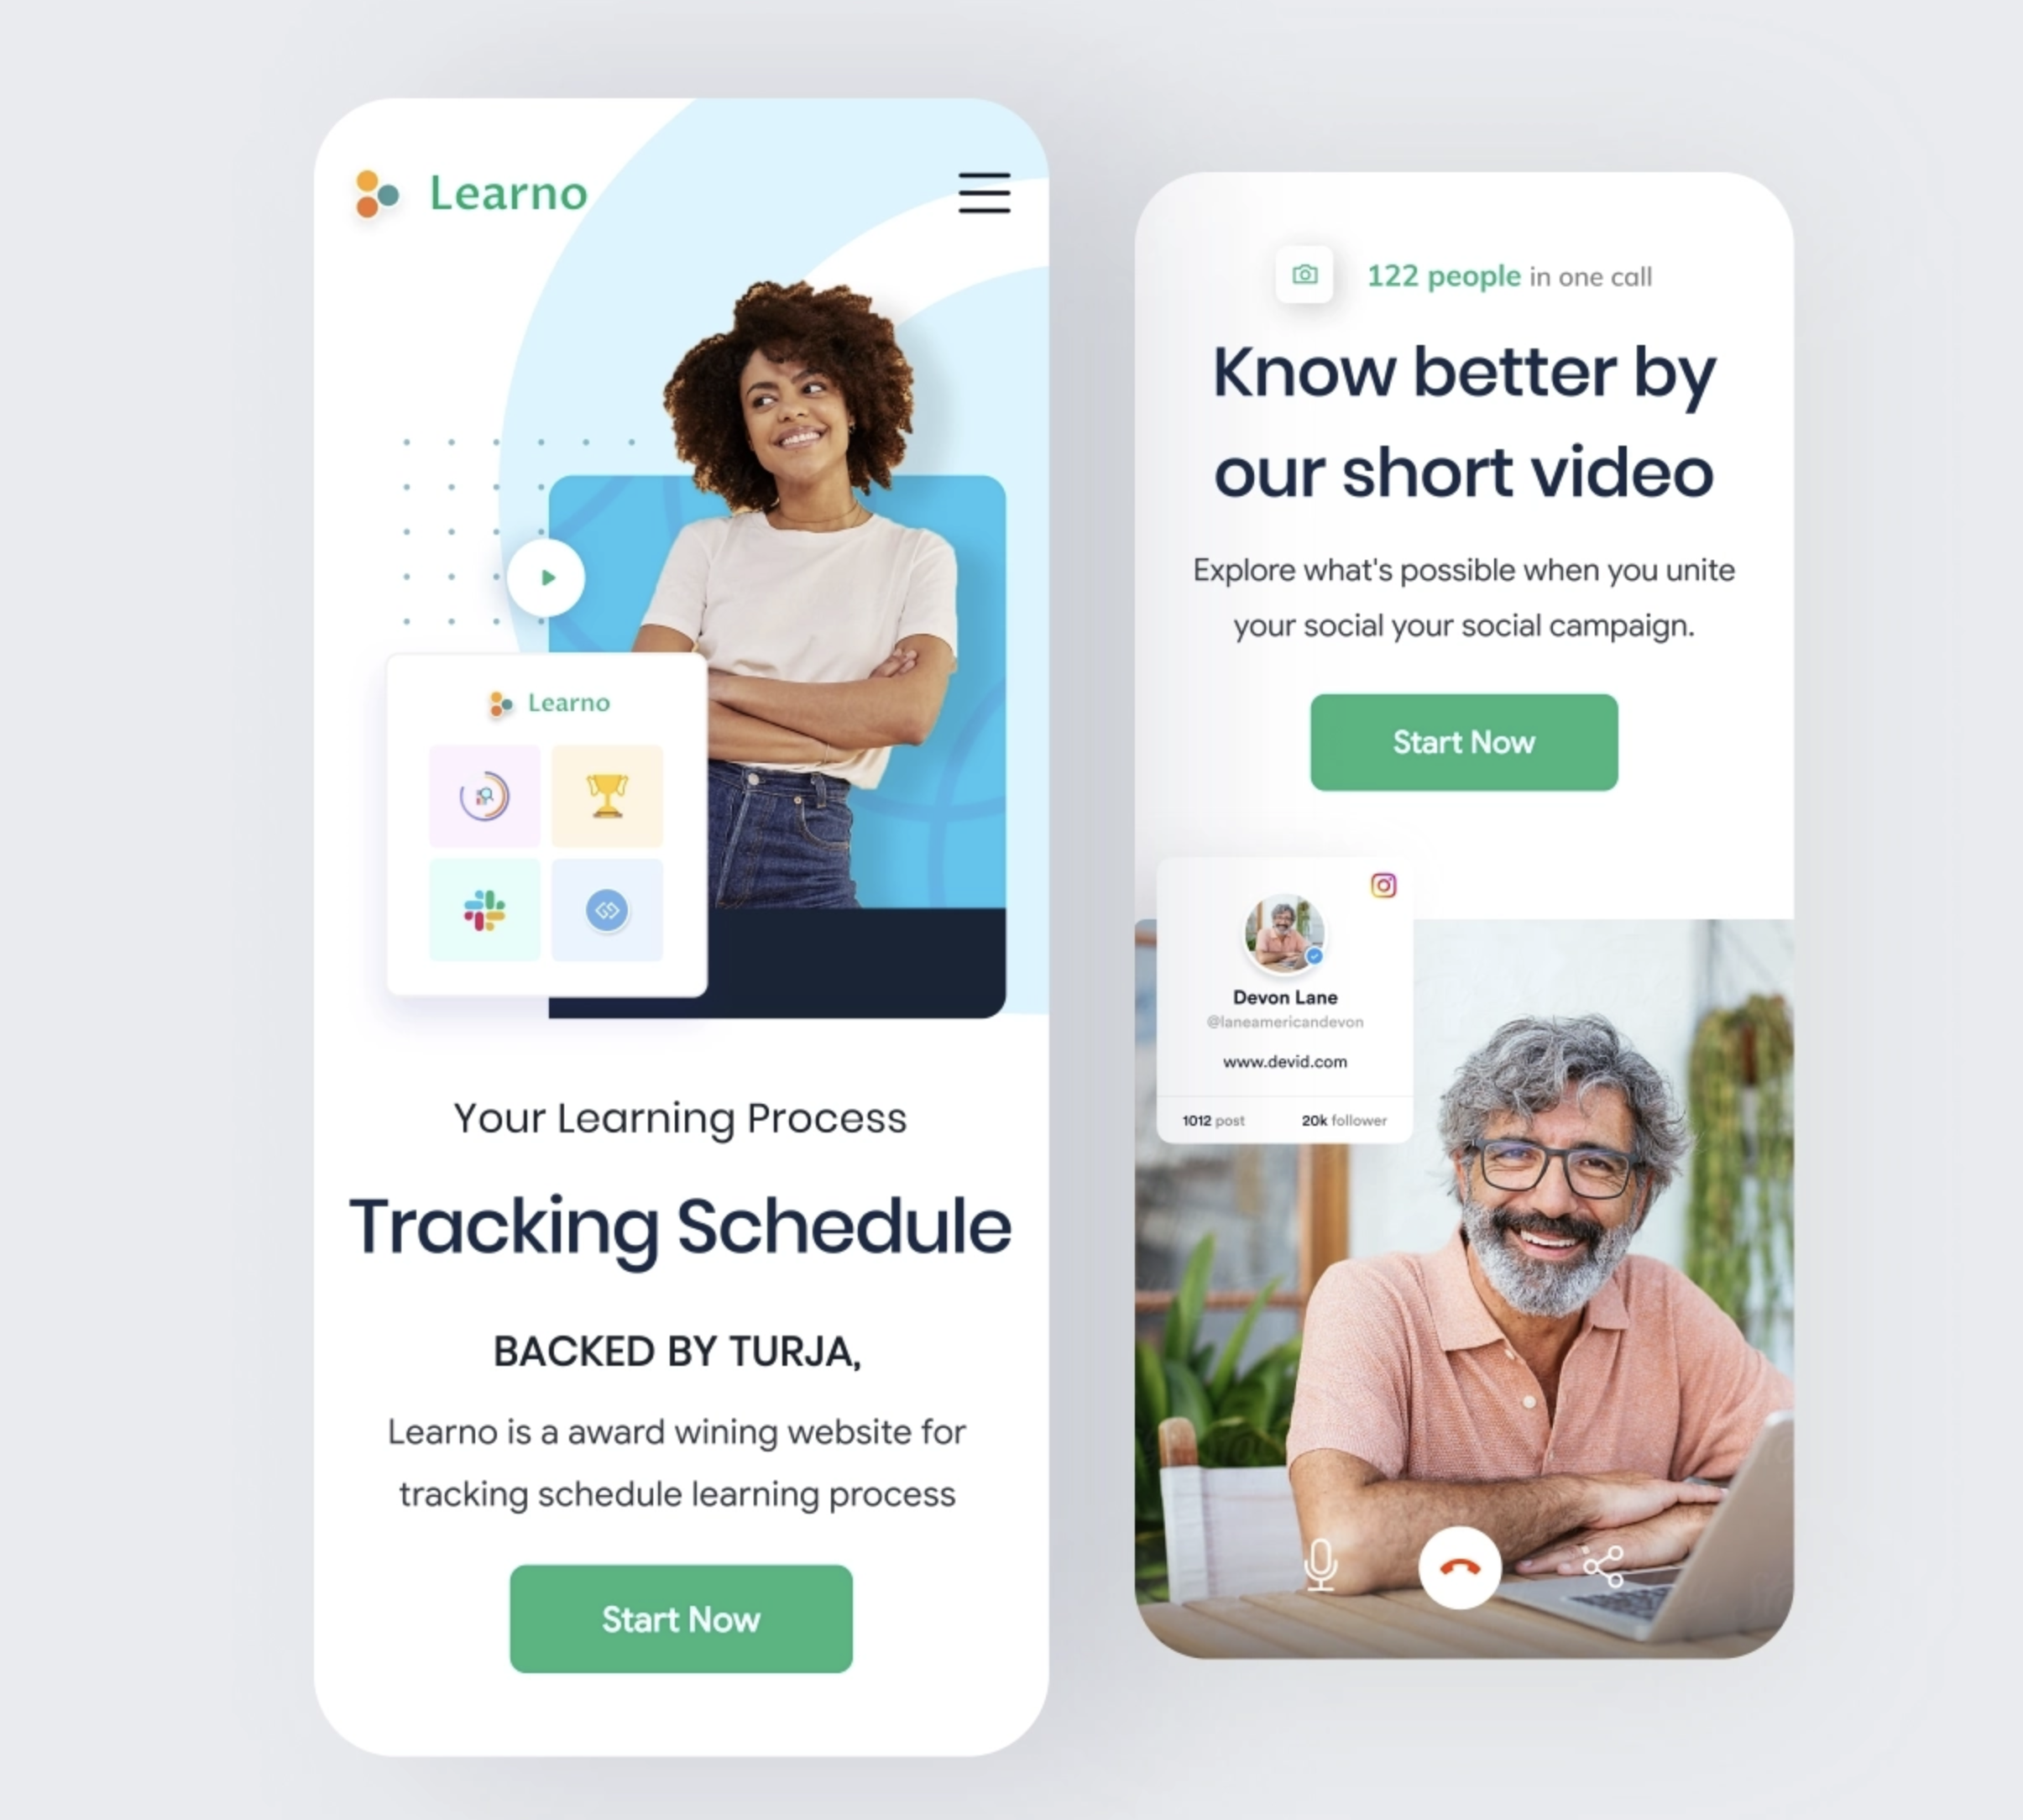 Learno
Learno
Your Learning Process
Tracking Schedule
BACKED BY TURJA,
Learno is a award wining website for
tracking schedule learning process
Start Now
122 people in one call
Know better by
our short video
Explore what's possible when you unite
your social your social campaign.
Start Now
Devon Lane
@laneamericandevon
www.devid.com
1012 post 20k follower